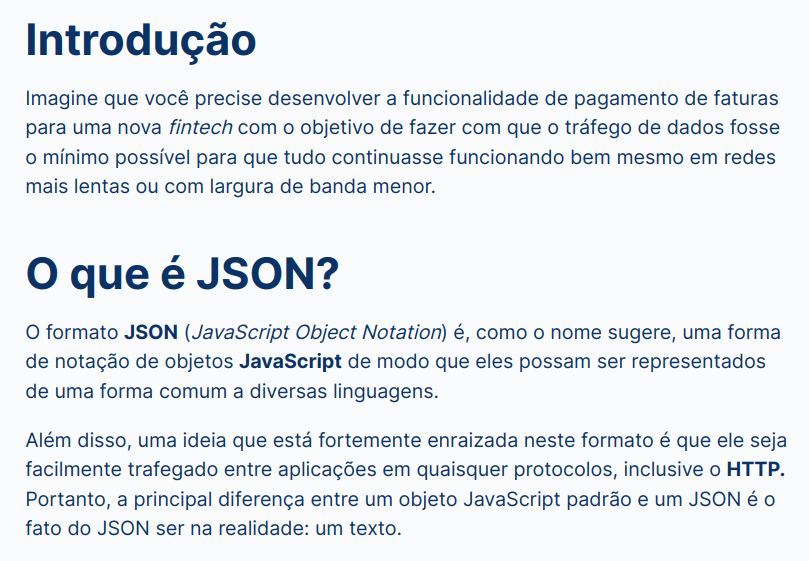 Introdução
Imagine que você precise desenvolver a funcionalidade de pagamento de faturas
para uma nova fintech com o objetivo de fazer com que o tráfego de dados fosse
o mínimo possível para que tudo continuasse funcionando bem mesmo em redes
mais lentas ou com largura de banda menor.
O que é JSON?
O formato JSON (JavaScript Object Notation) é, como o nome sugere, uma forma
de notação de objetos JavaScript de modo que eles possam ser representados
de uma forma comum a diversas linguagens.
Além disso, uma ideia que está fortemente enraizada neste formato é que ele seja
facilmente trafegado entre aplicações em quaisquer protocolos, inclusive o HTTP.
Portanto, a principal diferença entre um objeto JavaScript padrão e um JSON é o
fato do JSON ser na realidade: um texto.